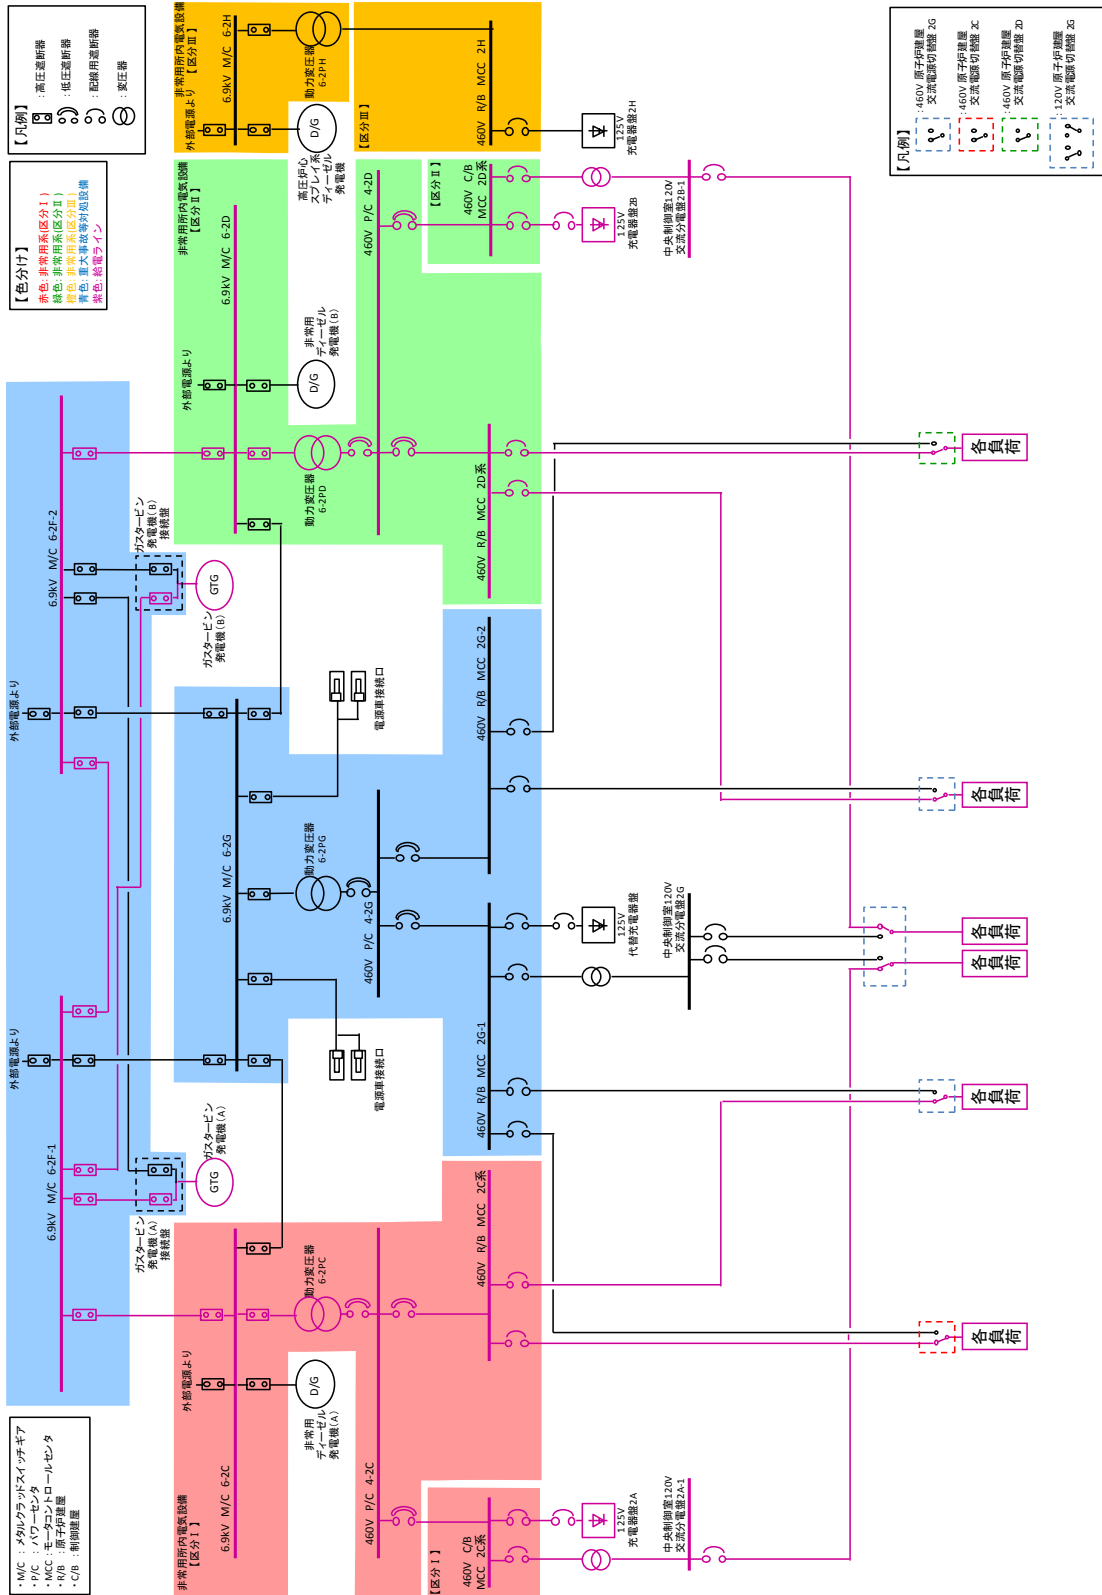 ・M/C ：メタルクラッドスイッチギア
・P/C ：パワーセンタ
・MCC：モータコントロールセンタ
・R/B ：原子炉建屋
・C/B ：制御建屋
【色分け】
赤色:非常用系(区分Ⅰ)
緑色:非常用系(区分Ⅱ)
橙色:非常用系(区分Ⅲ)
青色:重大事故等対処設備
紫色:給電ライン
【凡例】
：高圧遮断器
：低圧遮断器
：配線用遮断器
：変圧器
外部電源より
外部電源より
6.9kV M/C 6-2F-1
6.9kV M/C 6-2F-2
ガスタービン
発電機(A)
接続盤
GTG
ガスタービン
発電機(A)
ガスタービン
発電機(B)
接続盤
GTG
ガスタービン
発電機(B)
非常用所内電気設備
【区分Ⅰ】
外部電源より
6.9kV M/C 6-2C
D/G
非常用
ディーゼル
発電機(A)
動力変圧器
6-2PC
460V P/C 4-2C
【区分Ⅰ】
460V C/B
MCC 2C系
460V R/B MCC 2C系
125V
充電器盤2A
中央制御室120V
交流分電盤2A-1
6.9kV M/C 6-2G
電源車接続口
電源車接続口
動力変圧器
6-2PG
460V P/C 4-2G
460V R/B MCC 2G-1
460V R/B MCC 2G-2
125V
代替充電器盤
中央制御室120V
交流分電盤2G
非常用所内電気設備
【区分Ⅱ】
外部電源より
6.9kV M/C 6-2D
D/G
非常用
ディーゼル
発電機(B)
動力変圧器
6-2PD
460V P/C 4-2D
【区分Ⅱ】
460V C/B
MCC 2D系
460V R/B MCC 2D系
125V
充電器盤2B
中央制御室120V
交流分電盤2B-1
非常用所内電気設備
【区分Ⅲ】
外部電源より
6.9kV M/C 6-2H
D/G
高圧炉心
スプレイ系
ディーゼル
発電機
動力変圧器
6-2PH
【区分Ⅲ】
460V R/B MCC 2H
125V
充電器盤2H
各負荷
各負荷
各負荷
各負荷
各負荷
各負荷
【凡例】
：460V 原子炉建屋
交流電源切替盤 2G
：460V 原子炉建屋
交流電源切替盤 2C
：460V 原子炉建屋
交流電源切替盤 2D
：120V 原子炉建屋
交流電源切替盤 2G